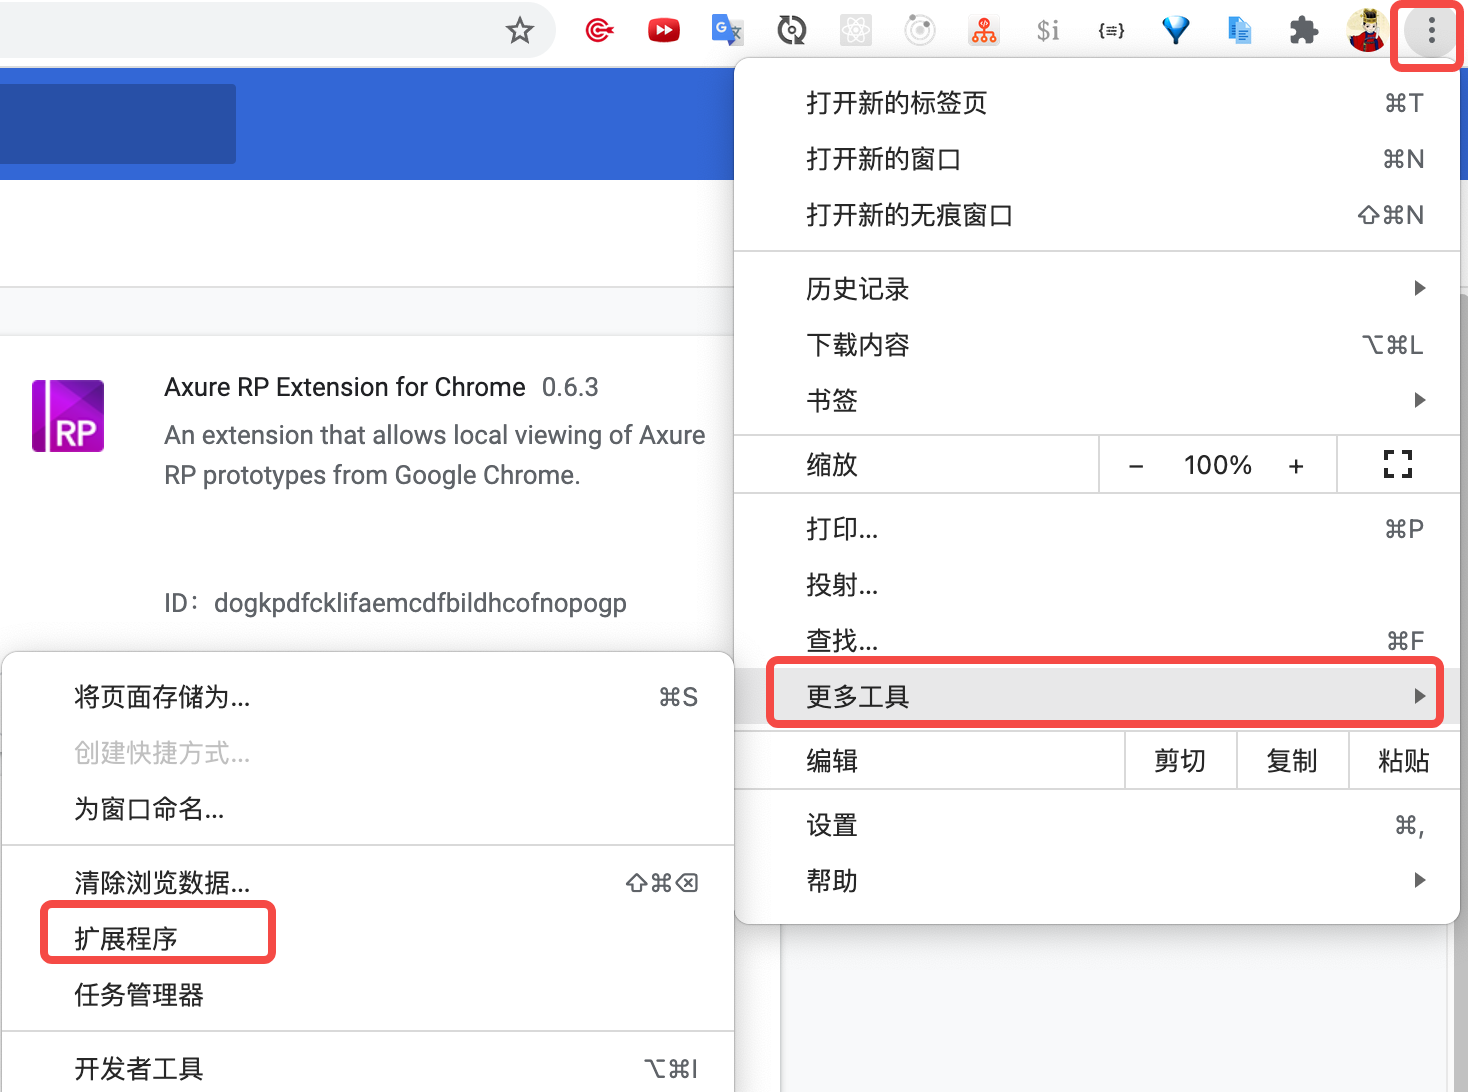 $i
打开新的标签页 ⌘T
打开新的窗口 ⌘N
打开新的无痕窗口 ⇧⌘N
历史记录
下载内容 ⌥⌘L
书签
缩放 − 100% +
打印... ⌘P
投射...
查找... ⌘F
更多工具
编辑 剪切 复制 粘贴
设置 ⌘,
帮助
RP
Axure RP Extension for Chrome 0.6.3
An extension that allows local viewing of Axure
RP prototypes from Google Chrome.
ID：dogkpdfcklifaemcdfbildhcofnopogp
将页面存储为... ⌘S
创建快捷方式...
为窗口命名...
清除浏览数据... ⇧⌘⌫
扩展程序
任务管理器
开发者工具 ⌥⌘I